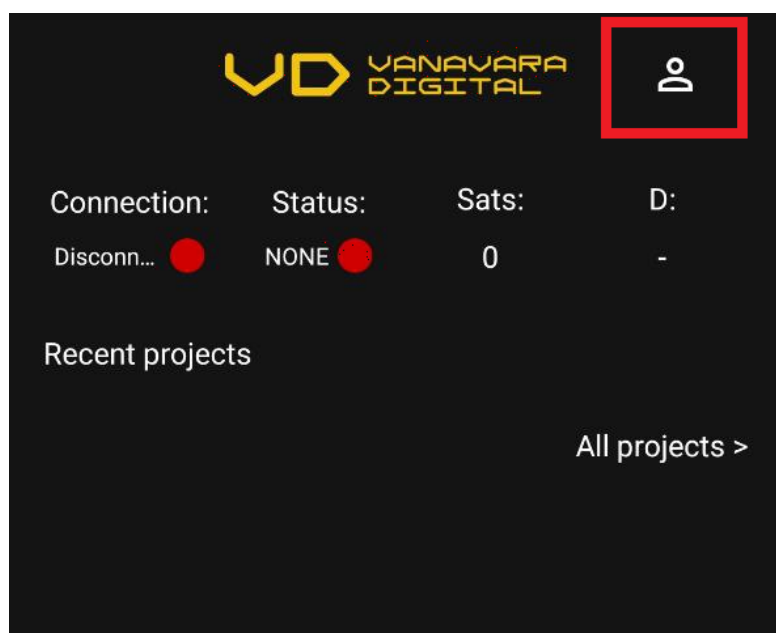 VD VANAVARA
DIGITAL
Connection: Status: Sats: D:
Disconn... NONE 0 -
Recent projects
All projects >